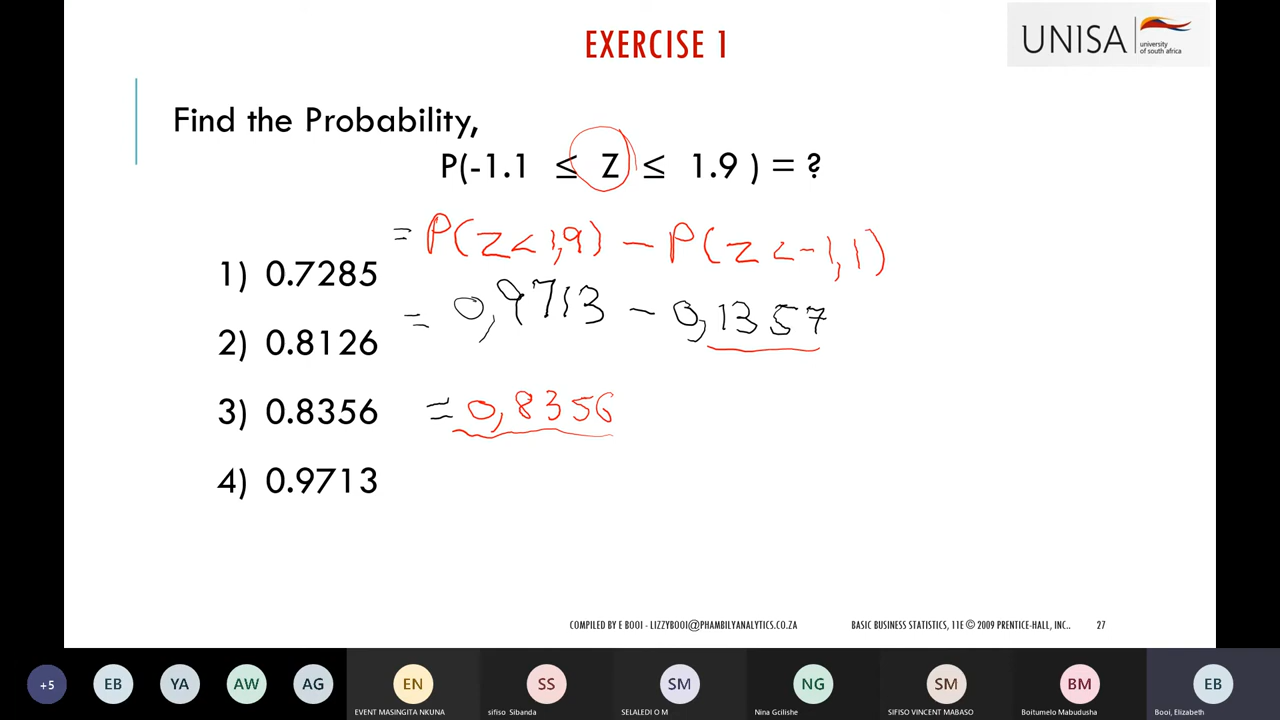 EXERCISE 1
UNISA university of south africa
Find the Probability,
P(-1.1 ≤ Z ≤ 1.9 ) = ?
= P(Z<1,9) - P(Z<-1,1)
1) 0.7285
= 0,9713 - 0,1357
2) 0.8126
3) 0.8356
= 0,8356
4) 0.9713
COMPILED BY E BOOI - LIZZYBOOI@PHAMBILYANALYTICS.CO.ZA
BASIC BUSINESS STATISTICS, 11E © 2009 PRENTICE-HALL, INC..
27
+5 EB YA AW AG EN SS SM NG SM BM EB
EVENT MASINGITA NKUNA sifiso Sibanda SELALEDI O M Nina Gcilishe SIFISO VINCENT MABASO Boitumelo Mabudusha Booi, Elizabeth